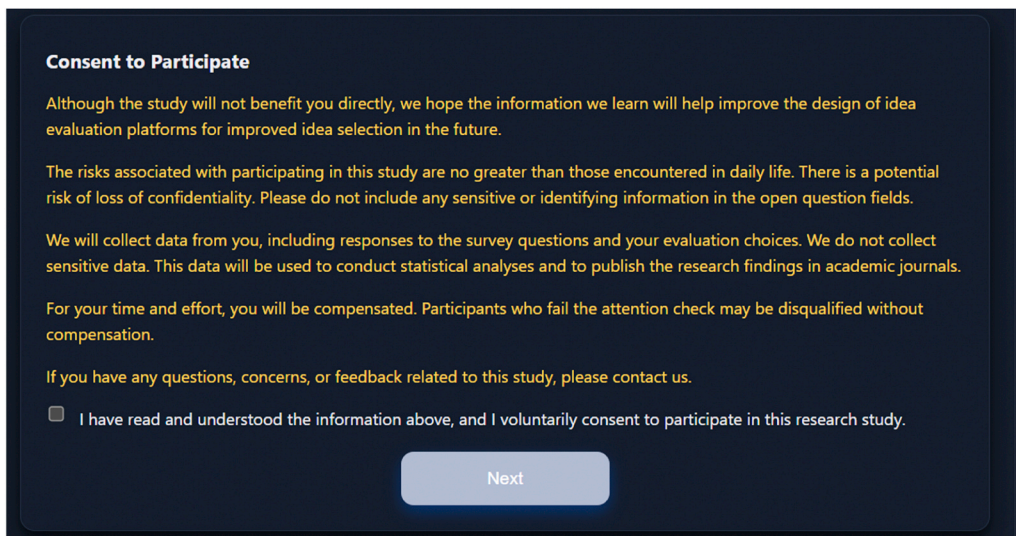 Consent to Participate
Although the study will not benefit you directly, we hope the information we learn will help improve the design of idea
evaluation platforms for improved idea selection in the future.
The risks associated with participating in this study are no greater than those encountered in daily life. There is a potential
risk of loss of confidentiality. Please do not include any sensitive or identifying information in the open question fields.
We will collect data from you, including responses to the survey questions and your evaluation choices. We do not collect
sensitive data. This data will be used to conduct statistical analyses and to publish the research findings in academic journals.
For your time and effort, you will be compensated. Participants who fail the attention check may be disqualified without
compensation.
If you have any questions, concerns, or feedback related to this study, please contact us.
I have read and understood the information above, and I voluntarily consent to participate in this research study.
Next